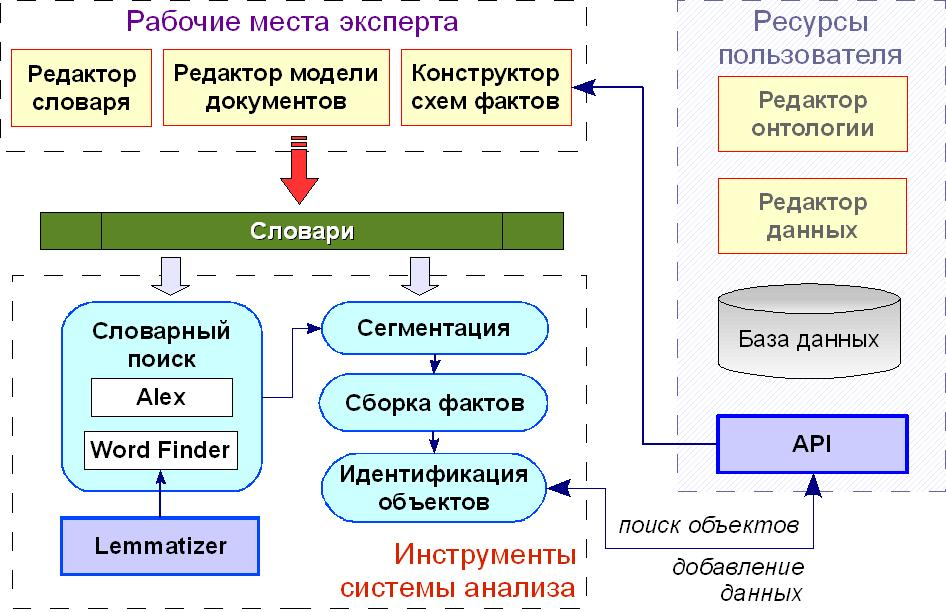 Рабочие места эксперта
Редактор
словаря
Редактор модели
документов
Конструктор
схем фактов
Ресурсы
пользователя
Редактор
онтологии
Редактор
данных
База данных
API
Словари
Словарный
поиск
Alex
Word Finder
Lemmatizer
Сегментация
Сборка фактов
Идентификация
объектов
Инструменты
системы анализа
поиск объектов
добавление
данных